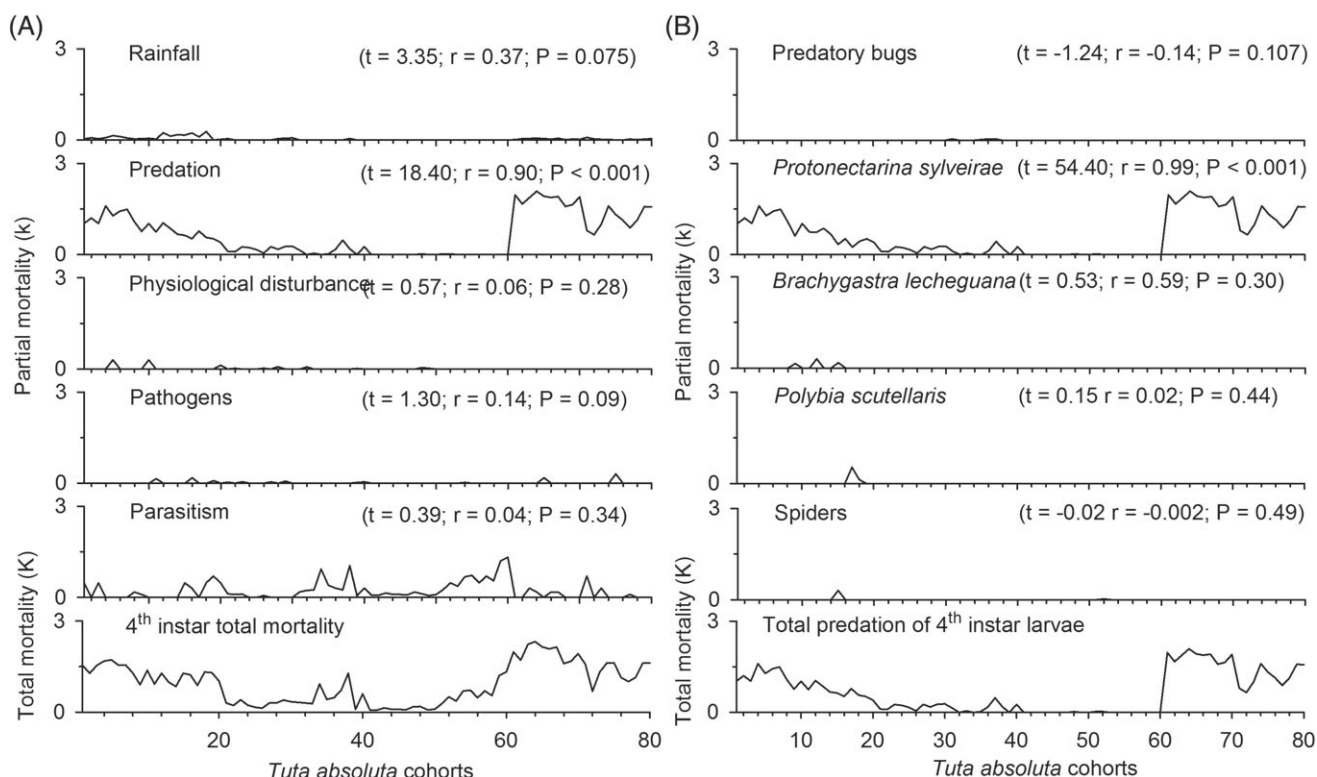 (A)
Partial mortality (k)
Total mortality (K)
3
Rainfall (t = 3.35; r = 0.37; P = 0.075)
0
3
Predation (t = 18.40; r = 0.90; P < 0.001)
0
3
Physiological disturbance (t = 0.57; r = 0.06; P = 0.28)
0
3
Pathogens (t = 1.30; r = 0.14; P = 0.09)
0
3
Parasitism (t = 0.39; r = 0.04; P = 0.34)
0
3
4th instar total mortality
0
20 40 60 80
Tuta absoluta cohorts
(B)
Partial mortality (k)
Total mortality (K)
3
Predatory bugs (t = -1.24; r = -0.14; P = 0.107)
0
3
Protonectarina sylveirae (t = 54.40; r = 0.99; P < 0.001)
0
3
Brachygastra lecheguana (t = 0.53; r = 0.59; P = 0.30)
0
3
Polybia scutellaris (t = 0.15 r = 0.02; P = 0.44)
0
3
Spiders (t = -0.02 r = -0.002; P = 0.49)
0
3
Total predation of 4th instar larvae
0
10 20 30 40 50 60 70 80
Tuta absoluta cohorts